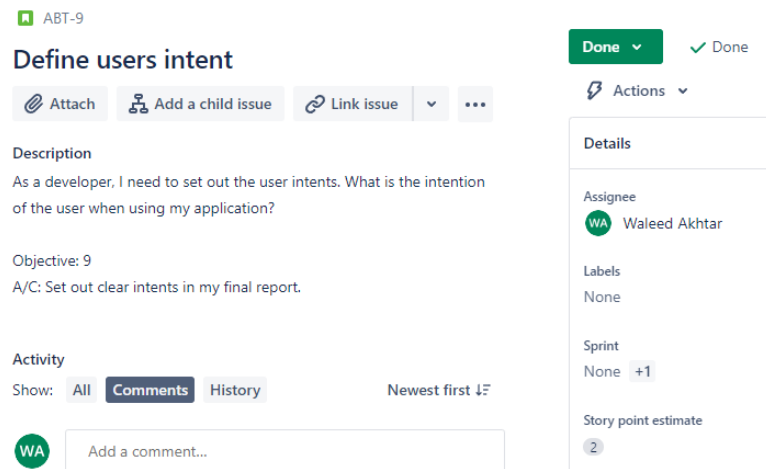 ABT-9
Define users intent
Attach
Add a child issue
Link issue
Description
As a developer, I need to set out the user intents. What is the intention
of the user when using my application?
Objective: 9
A/C: Set out clear intents in my final report.
Activity
Show: All Comments History Newest first
WA Add a comment...
Done Done
Actions
Details
Assignee
WA Waleed Akhtar
Labels
None
Sprint
None +1
Story point estimate
2